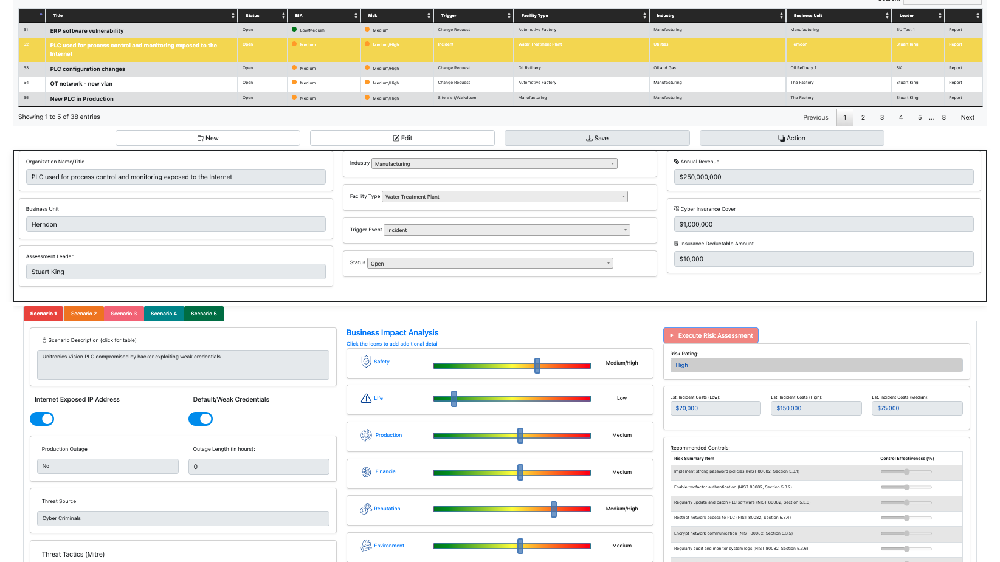 Title Status BIA Risk Trigger Facility Type Industry Business Unit Leader
51 ERP software vulnerability Open Low/Medium Medium Change Request Automotive Factory Manufacturing Manufacturing BU Test 1 Report
52 PLC used for process control and monitoring exposed to the Internet Open Medium Medium/High Incident Water Treatment Plant Utilities Herndon Stuart King Report
53 PLC configuration changes Open Medium Medium/High Change Request Oil Refinery Oil and Gas Oil Refinery 1 SK Report
54 OT network - new vlan Open Medium Medium/High Change Request Automotive Factory Manufacturing The Factory Stuart King Report
55 New PLC in Production Open Medium Medium/High Site Visit/Walkdown Manufacturing Manufacturing The Factory Stuart King Report
Showing 1 to 5 of 38 entries
Previous 1 2 3 4 5 ... 8 Next
New Edit Save Action
Organization Name/Title
PLC used for process control and monitoring exposed to the Internet
Business Unit
Herndon
Assessment Leader
Stuart King
Industry Manufacturing
Facility Type Water Treatment Plant
Trigger Event Incident
Status Open
Annual Revenue
$250,000,000
Cyber Insurance Cover
$1,000,000
Insurance Deductable Amount
$10,000
Scenario 1 Scenario 2 Scenario 3 Scenario 4 Scenario 5
Scenario Description (click for table)
Unitronics Vision PLC compromised by hacker exploiting weak credentials
Internet Exposed IP Address Default/Weak Credentials
Production Outage Outage Length (in hours):
No 0
Threat Source
Cyber Criminals
Threat Tactics (Mitre)
Business Impact Analysis
Click the icons to add additional detail
Safety Medium/High
Life Low
Production Medium
Financial Medium
Reputation Medium/High
Environment Medium
Execute Risk Assessment
Risk Rating:
High
Est. Incident Costs (Low): Est. Incident Costs (High): Est. Incident Costs (Median):
$20,000 $150,000 $75,000
Recommended Controls:
Risk Summary Item Control Effectiveness (%)
Implement strong password policies (NIST 80082, Section 5.3.1)
Enable twofactor authentication (NIST 80082, Section 5.3.2)
Regularly update and patch PLC software (NIST 80082, Section 5.3.3)
Restrict network access to PLC (NIST 80082, Section 5.3.4)
Encrypt network communication (NIST 80082, Section 5.3.5)
Regularly audit and monitor system logs (NIST 80082, Section 5.3.6)